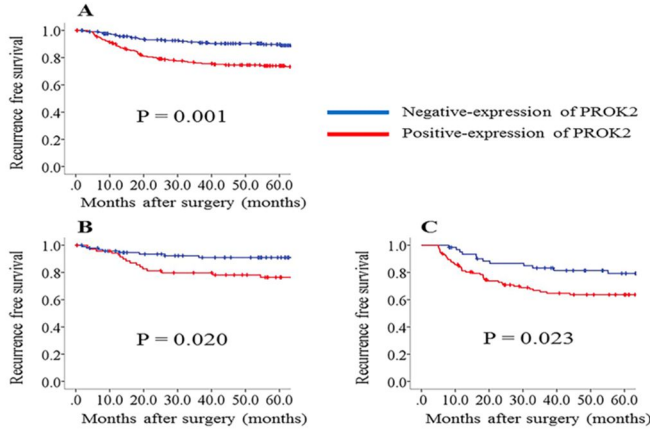 A
Recurrence free survival
1.0
0.8
0.6
0.4
0.2
0.0
P = 0.001
.0 10.0 20.0 30.0 40.0 50.0 60.0
Months after surgery (months)
Negative-expression of PROK2
Positive-expression of PROK2
B
Recurrence free survival
1.0
0.8
0.6
0.4
0.2
0.0
P = 0.020
.0 10.0 20.0 30.0 40.0 50.0 60.0
Months after surgery (months)
C
Recurrence free survival
1.0
0.8
0.6
0.4
0.2
0.0
P = 0.023
.0 10.0 20.0 30.0 40.0 50.0 60.0
Months after surgery (months)